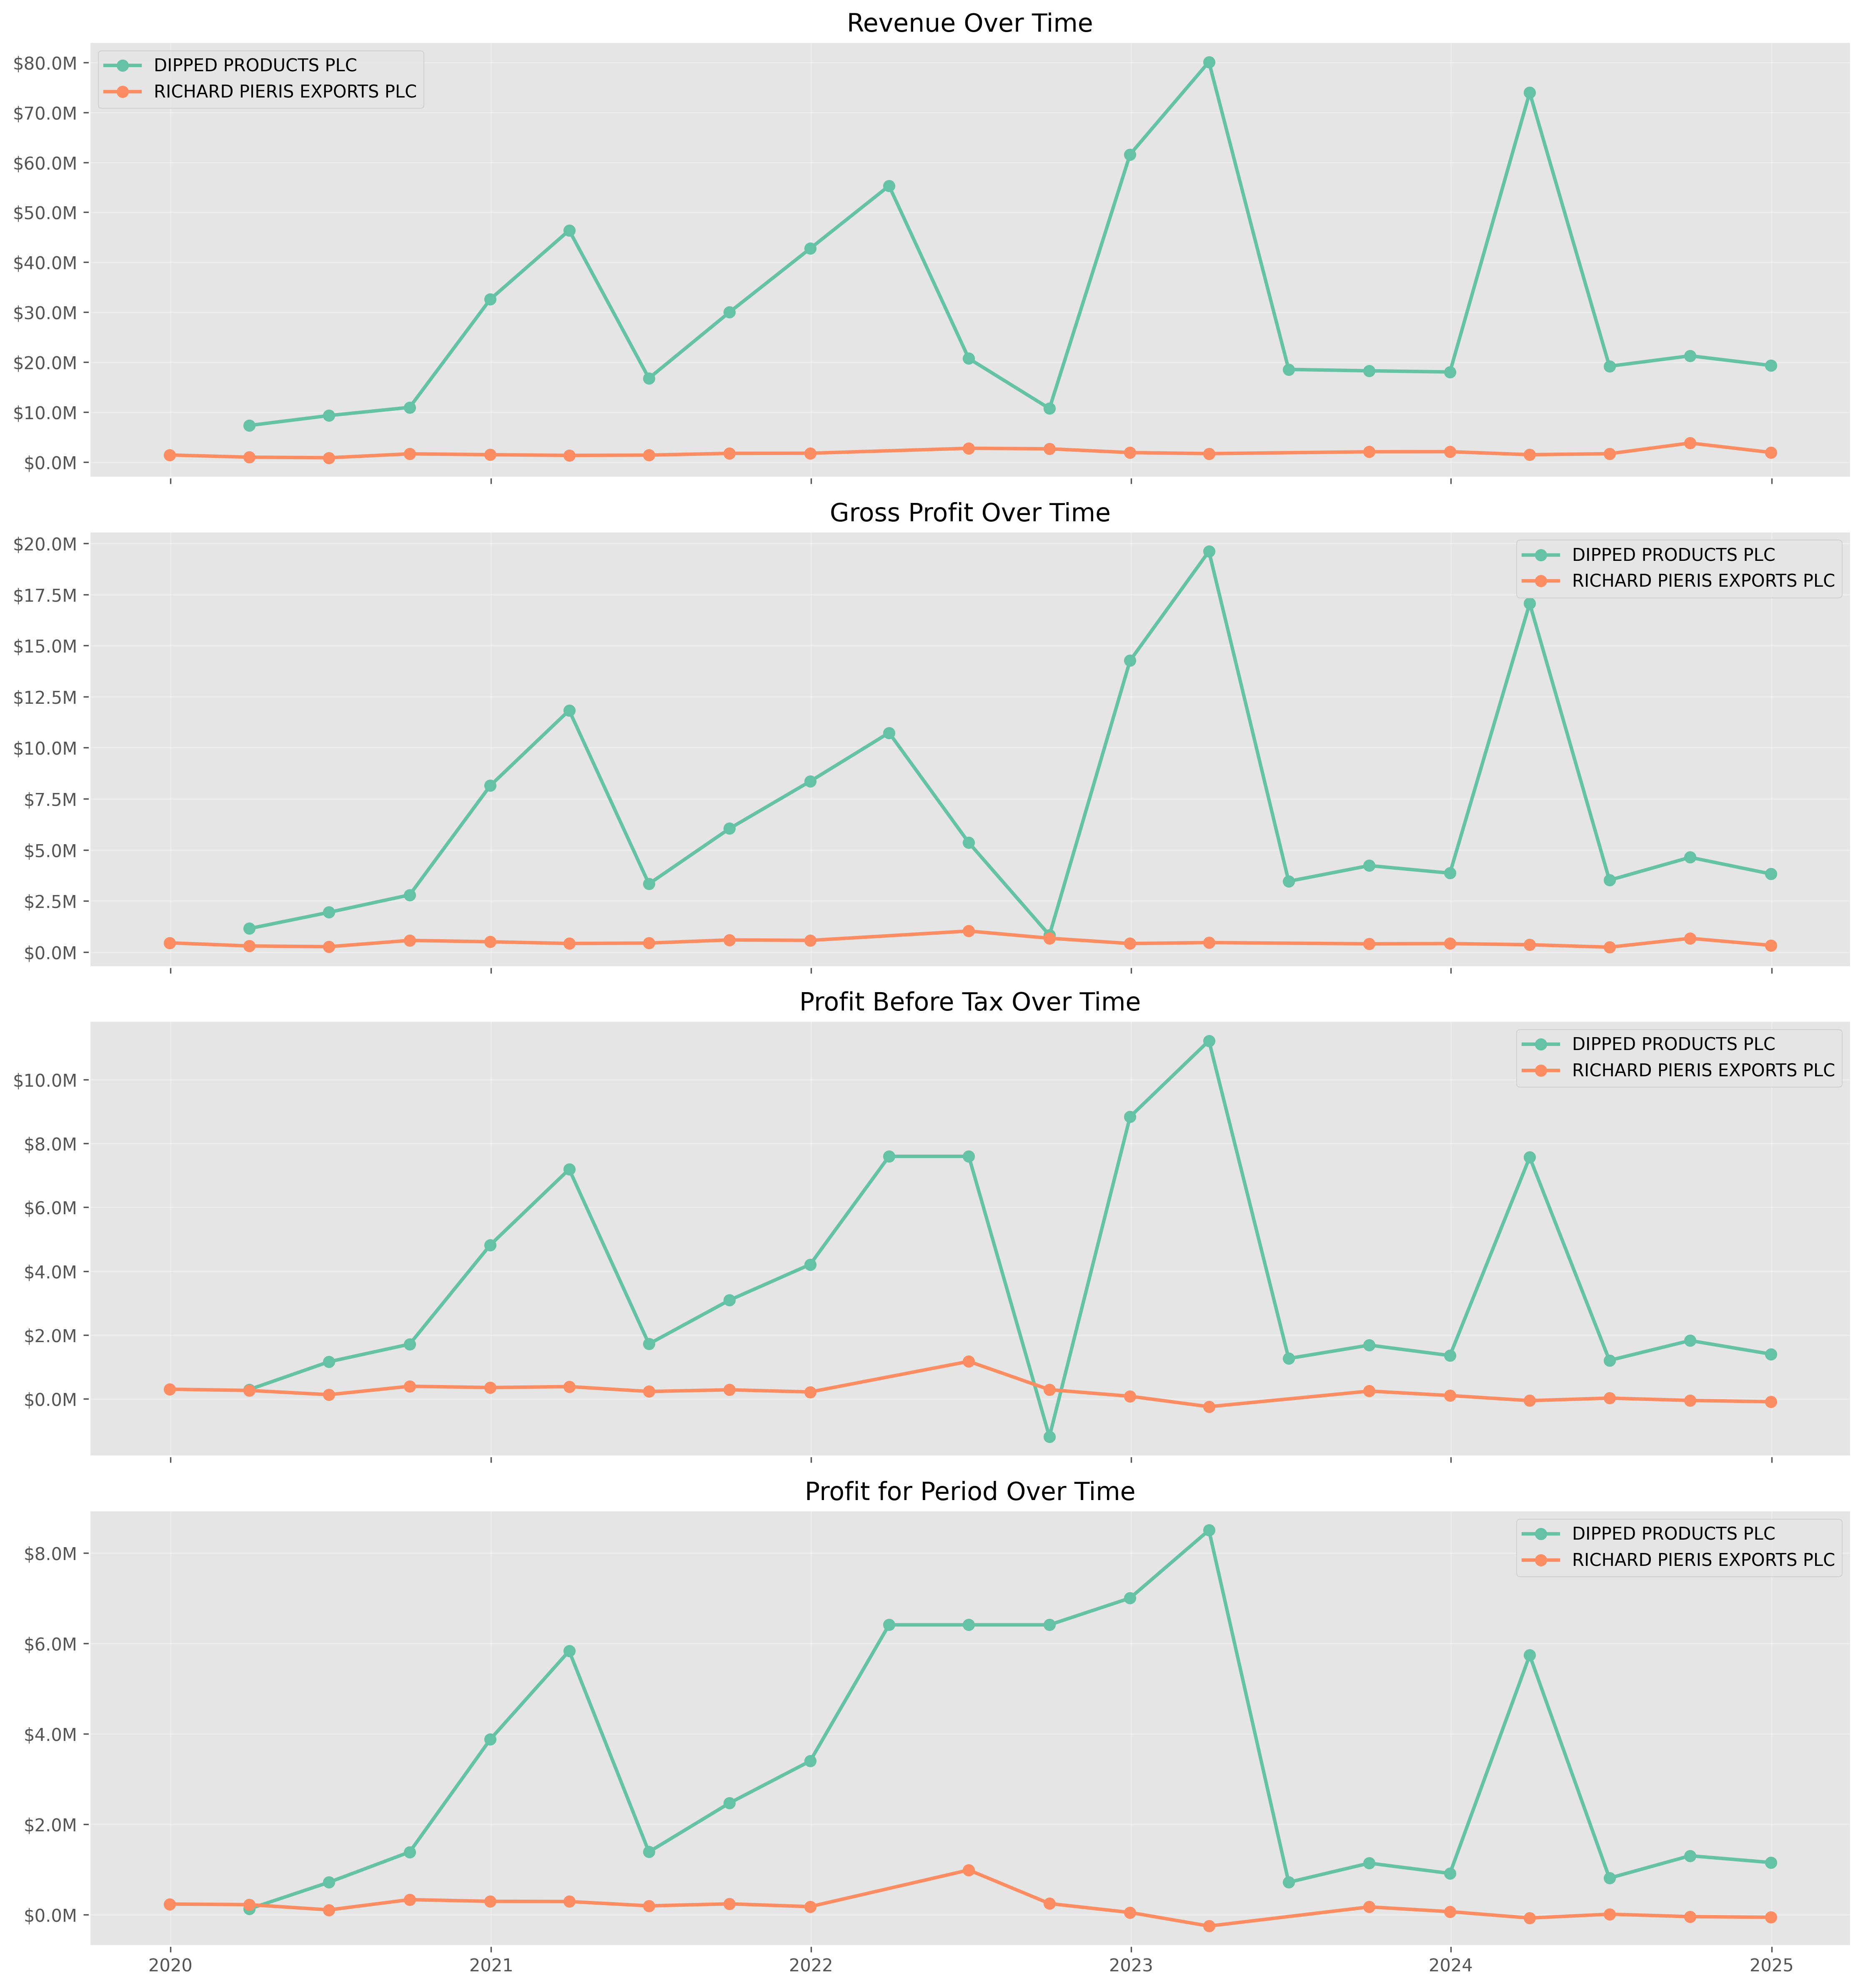 Revenue Over Time
DIPPED PRODUCTS PLC
RICHARD PIERIS EXPORTS PLC
$80.0M
$70.0M
$60.0M
$50.0M
$40.0M
$30.0M
$20.0M
$10.0M
$0.0M
Gross Profit Over Time
DIPPED PRODUCTS PLC
RICHARD PIERIS EXPORTS PLC
$20.0M
$17.5M
$15.0M
$12.5M
$10.0M
$7.5M
$5.0M
$2.5M
$0.0M
Profit Before Tax Over Time
DIPPED PRODUCTS PLC
RICHARD PIERIS EXPORTS PLC
$10.0M
$8.0M
$6.0M
$4.0M
$2.0M
$0.0M
Profit for Period Over Time
DIPPED PRODUCTS PLC
RICHARD PIERIS EXPORTS PLC
$8.0M
$6.0M
$4.0M
$2.0M
$0.0M
2020 2021 2022 2023 2024 2025